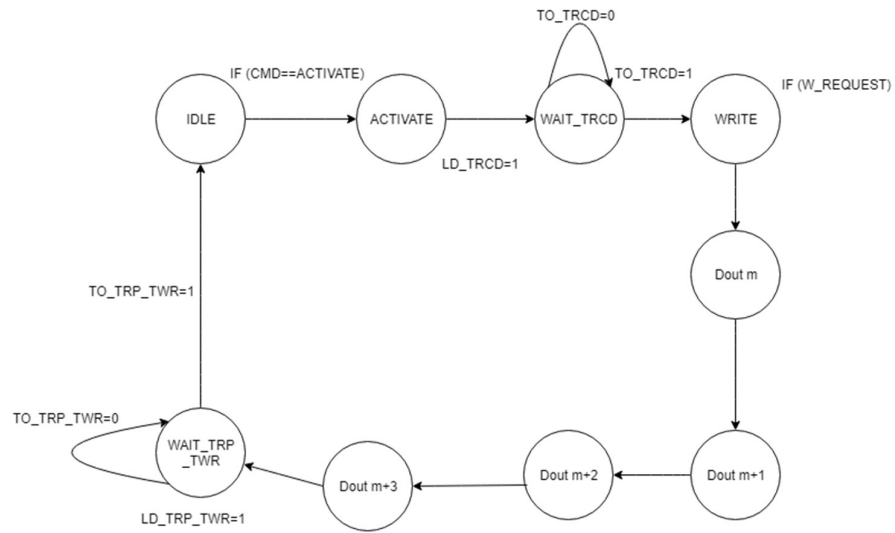 TO_TRCD=0
IF (CMD==ACTIVATE)
TO_TRCD=1
IF (W_REQUEST)
IDLE
ACTIVATE
WAIT_TRCD
WRITE
LD_TRCD=1
Dout m
TO_TRP_TWR=1
TO_TRP_TWR=0
WAIT_TRP
_TWR
Dout m+3
Dout m+2
Dout m+1
LD_TRP_TWR=1